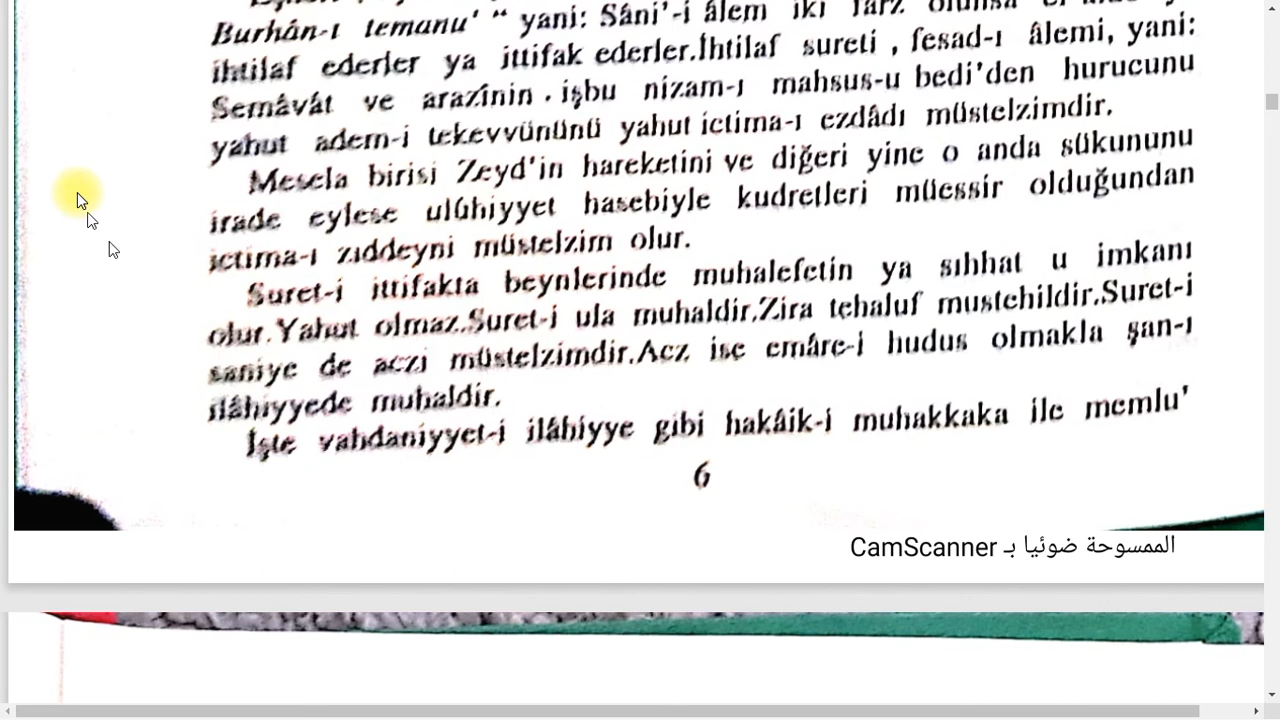 Burhân-ı temanu' “ yani: Sâni'-i âlem iki farz olunsa
ihtilaf ederler ya ittifak ederler.İhtilaf sureti , fesad-ı âlemi, yani:
Semâvât ve arazînin . işbu nizam-ı mahsus-u bedi'den hurucunu
yahut adem-i tekevvününü yahut ictima-ı ezdâdı müstelzimdir.
Mesela birisi Zeyd'in hareketini ve diğeri yine o anda sükununu
irade eylese ulûhiyyet hasebiyle kudretleri müessir olduğundan
ictima-ı zıddeyni müstelzim olur.
Suret-i ittifakta beynlerinde muhalefetin ya sıhhat u imkanı
olur.Yahut olmaz.Suret-i ula muhaldir.Zira tehaluf mustehildir.Suret-i
saniye de aczi müstelzimdir.Acz ise emâre-i hudus olmakla şan-ı
ilâhiyyede muhaldir.
İşte vahdaniyyet-i ilâhiyye gibi hakâik-i muhakkaka ile memlu'
6
الممسوحة ضوئيا بـ CamScanner